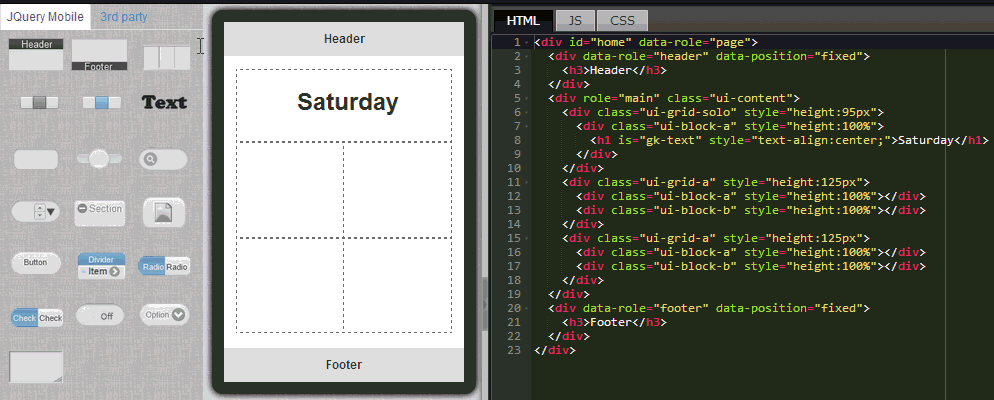 JQuery Mobile 3rd party
Header
Footer
Text
Section
Button
Divider
Item
Radio Radio
Check Check
Off
Option
Header
Saturday
Footer
HTML JS CSS
1 <div id="home" data-role="page">
2 <div data-role="header" data-position="fixed">
3 <h3>Header</h3>
4 </div>
5 <div role="main" class="ui-content">
6 <div class="ui-grid-solo" style="height:95px">
7 <div class="ui-block-a" style="height:100%">
8 <h1 is="gk-text" style="text-align:center;">Saturday</h1>
9 </div>
10 </div>
11 <div class="ui-grid-a" style="height:125px">
12 <div class="ui-block-a" style="height:100%"></div>
13 <div class="ui-block-b" style="height:100%"></div>
14 </div>
15 <div class="ui-grid-a" style="height:125px">
16 <div class="ui-block-a" style="height:100%"></div>
17 <div class="ui-block-b" style="height:100%"></div>
18 </div>
19 </div>
20 <div data-role="footer" data-position="fixed">
21 <h3>Footer</h3>
22 </div>
23 </div>